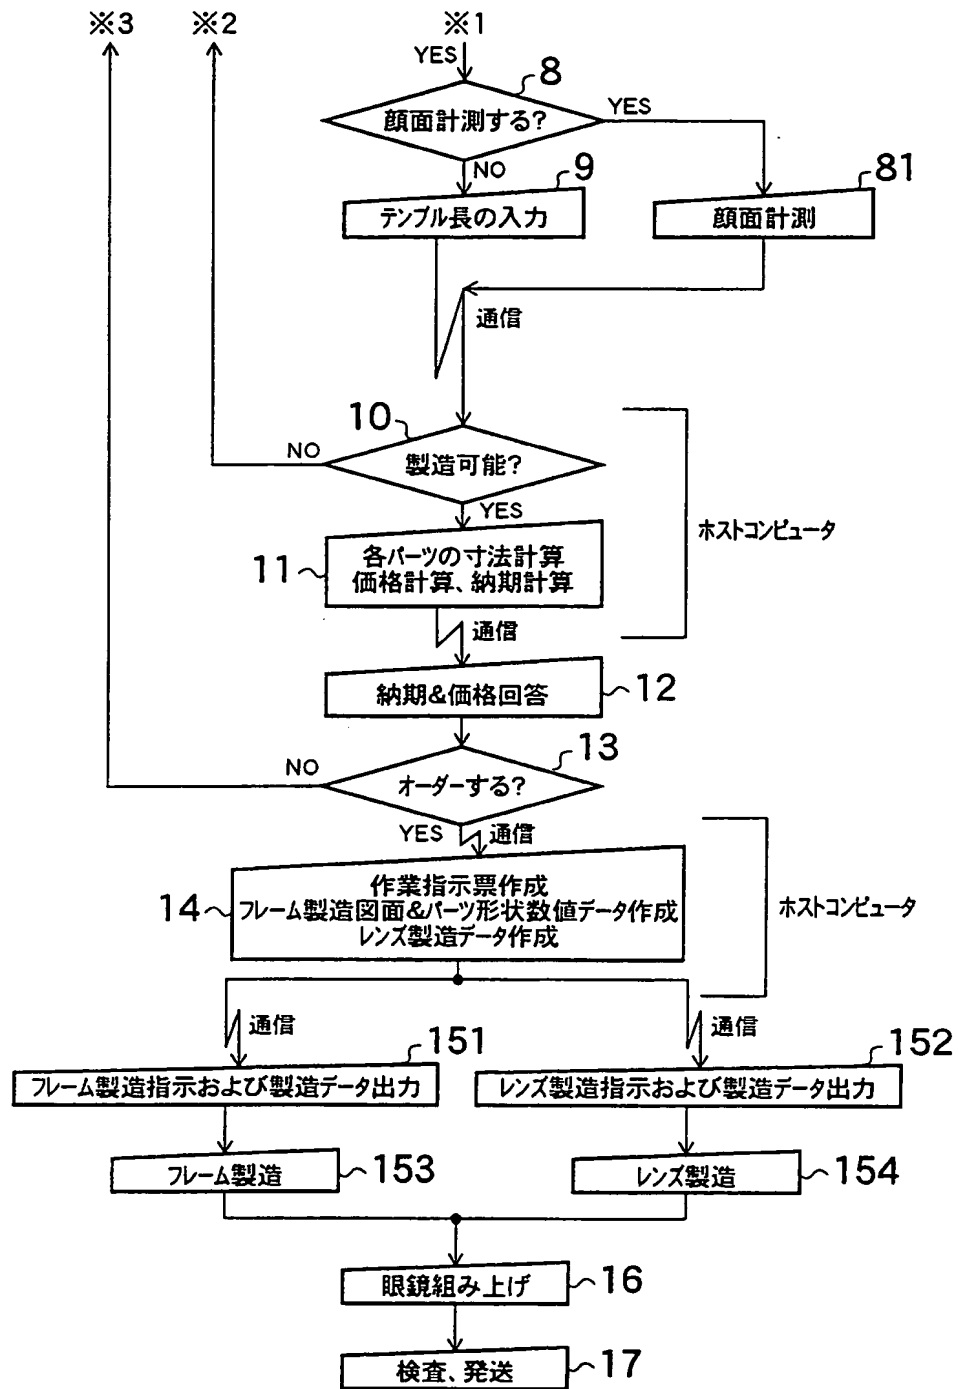 ※3 ※2 ※1
YES
8
顔面計測する?
YES
NO
9
テンプル長の入力
81
顔面計測
通信
10
NO
製造可能?
YES
ホストコンピュータ
11
各パーツの寸法計算
価格計算、納期計算
通信
納期&価格回答
12
13
NO
オーダーする?
YES
通信
14
作業指示票作成
フレーム製造図面&パーツ形状数値データ作成
レンズ製造データ作成
ホストコンピュータ
通信
通信
151
フレーム製造指示および製造データ出力
152
レンズ製造指示および製造データ出力
フレーム製造
153
レンズ製造
154
眼鏡組み上げ
16
検査、発送
17